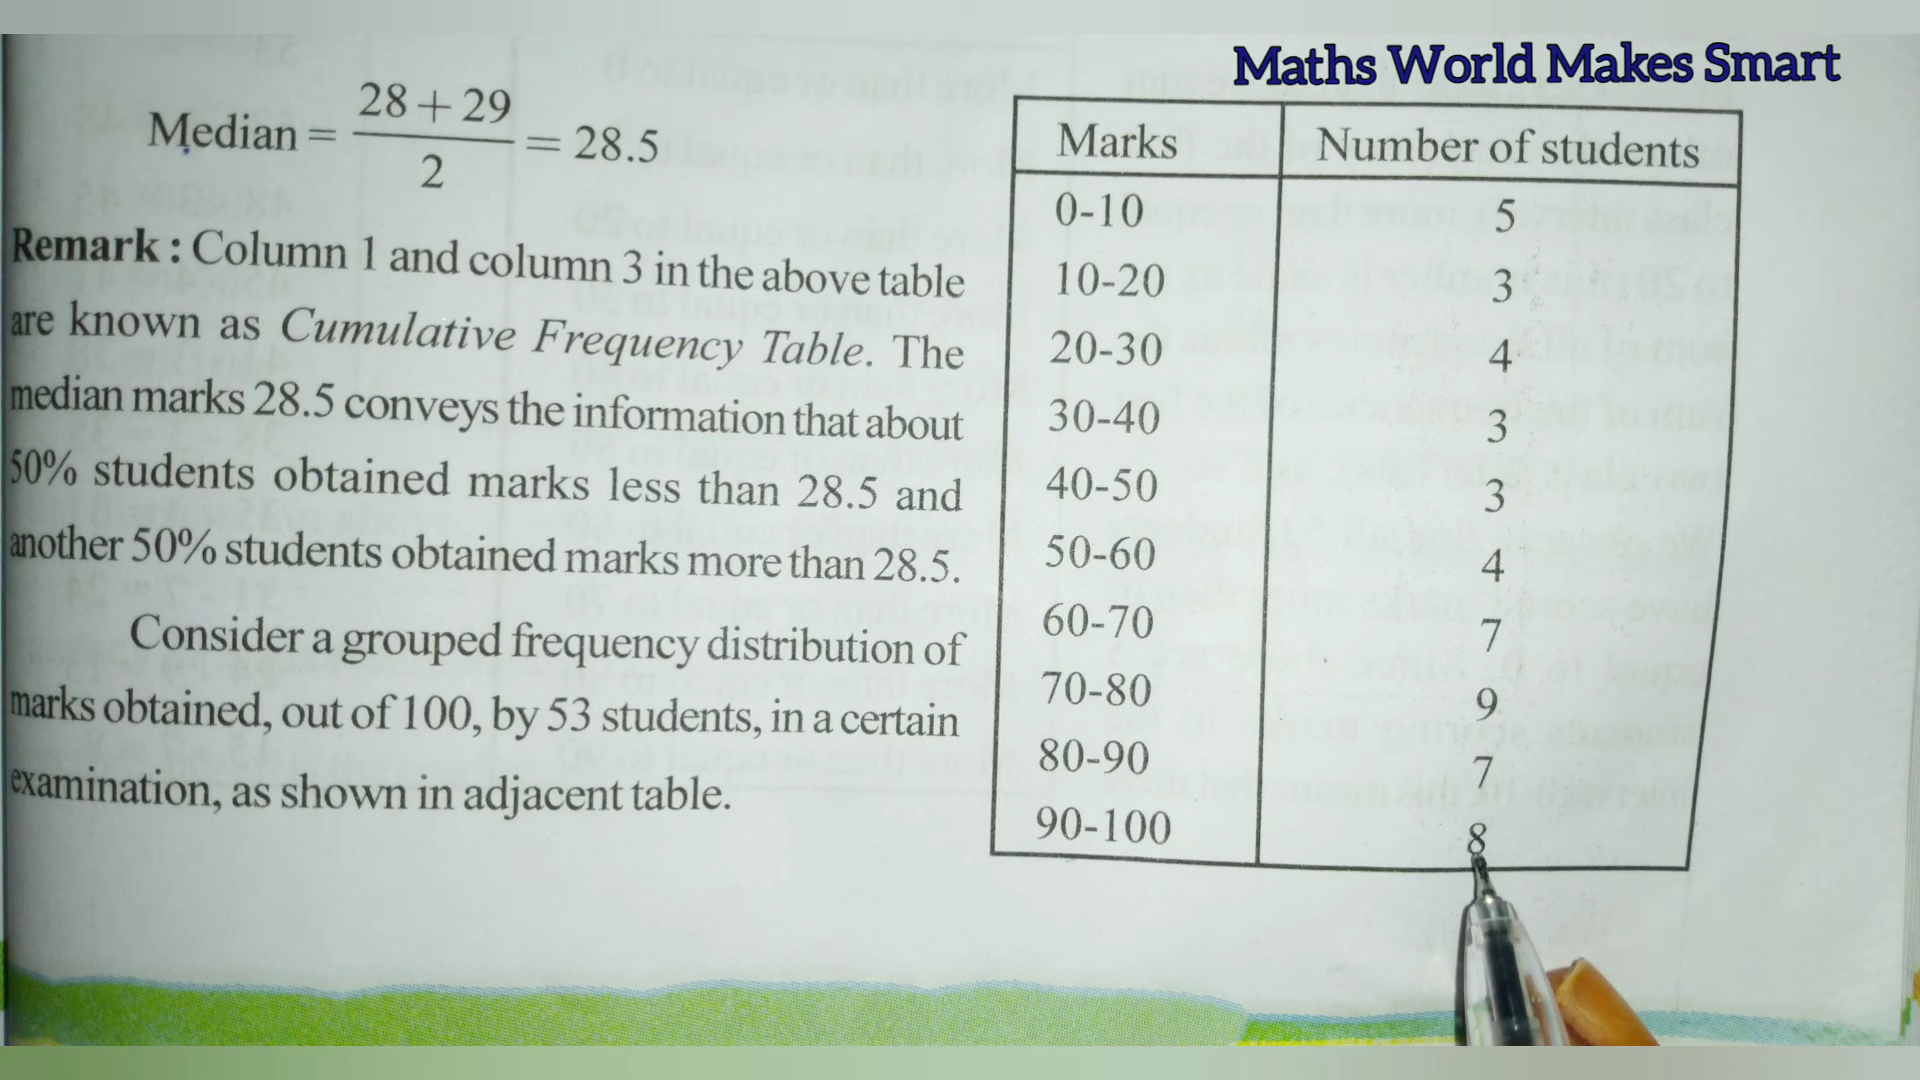 Maths World Makes Smart
Median = 28 + 29 / 2 = 28.5
Remark : Column 1 and column 3 in the above table
are known as Cumulative Frequency Table. The
median marks 28.5 conveys the information that about
50% students obtained marks less than 28.5 and
another 50% students obtained marks more than 28.5.
Consider a grouped frequency distribution of
marks obtained, out of 100, by 53 students, in a certain
examination, as shown in adjacent table.
Marks Number of students
0-10 5
10-20 3
20-30 4
30-40 3
40-50 3
50-60 4
60-70 7
70-80 9
80-90 7
90-100 8